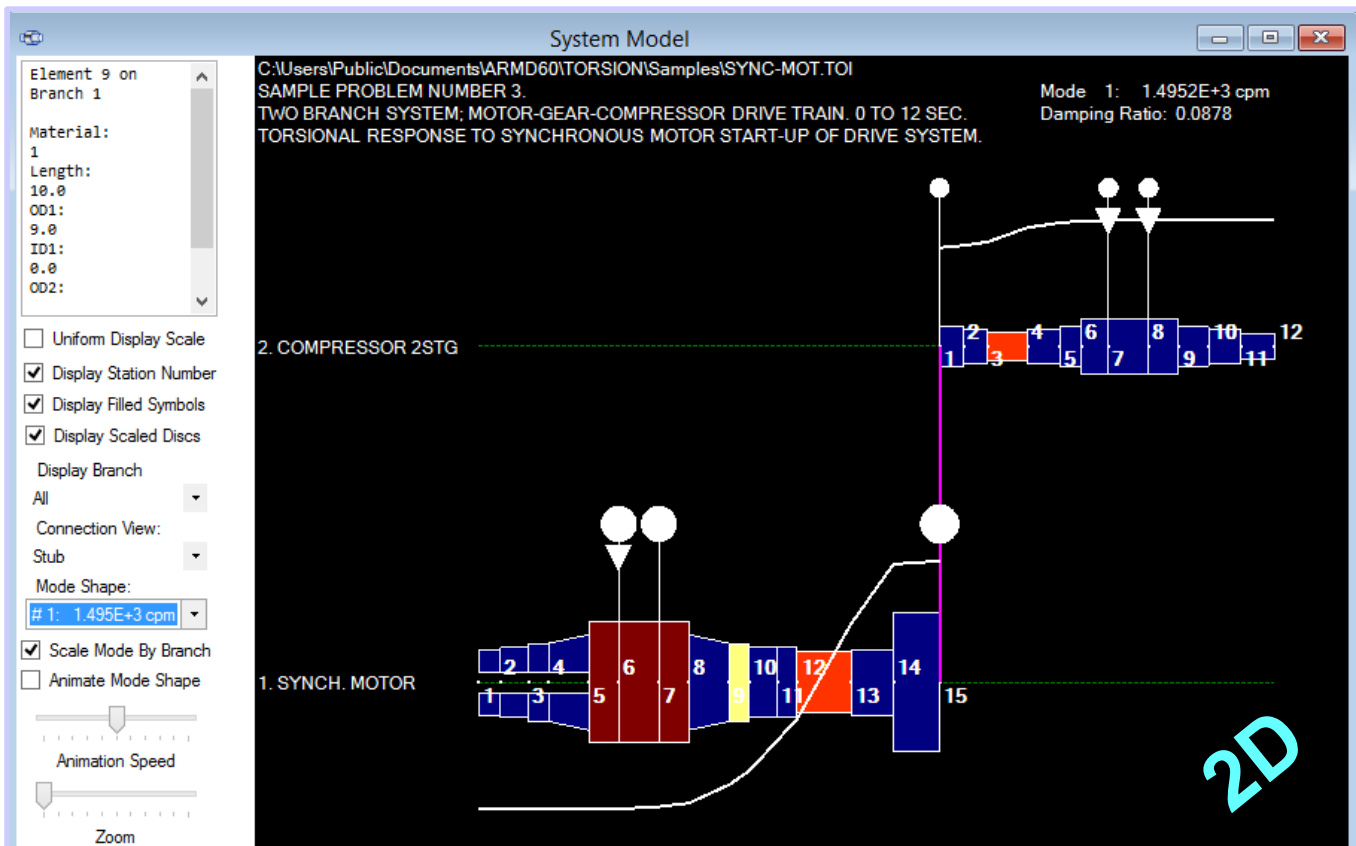 System Model
Element 9 on
Branch 1
Material:
1
Length:
10.0
OD1:
9.0
ID1:
0.0
OD2:
Uniform Display Scale
Display Station Number
Display Filled Symbols
Display Scaled Discs
Display Branch
All
Connection View:
Stub
Mode Shape:
# 1: 1.495E+3 cpm
Scale Mode By Branch
Animate Mode Shape
Animation Speed
Zoom
C:\Users\Public\Documents\ARMD60\TORSION\Samples\SYNC-MOT.TOI
SAMPLE PROBLEM NUMBER 3.
TWO BRANCH SYSTEM; MOTOR-GEAR-COMPRESSOR DRIVE TRAIN. 0 TO 12 SEC.
TORSIONAL RESPONSE TO SYNCHRONOUS MOTOR START-UP OF DRIVE SYSTEM.
Mode 1: 1.4952E+3 cpm
Damping Ratio: 0.0878
2. COMPRESSOR 2STG
1 2 3 4 5 6 7 8 9 10 11 12
1. SYNCH. MOTOR
1 2 3 4 5 6 7 8 9 10 11 12 13 14 15
2D